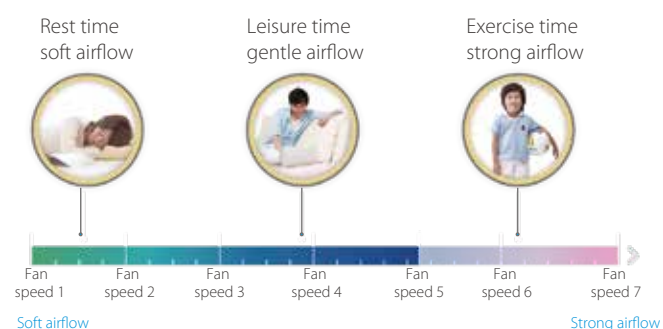 Rest time
soft airflow
Leisure time
gentle airflow
Exercise time
strong airflow
Fan
speed 1
Fan
speed 2
Fan
speed 3
Fan
speed 4
Fan
speed 5
Fan
speed 6
Fan
speed 7
Soft airflow
Strong airflow